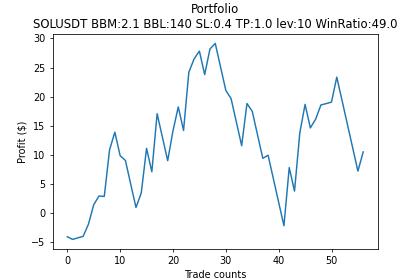 Portfolio
SOLUSDT BBM:2.1 BBL:140 SL:0.4 TP:1.0 lev:10 WinRatio:49.0
30
25
20
15
10
5
0
−5
Profit ($)
0 10 20 30 40 50
Trade counts